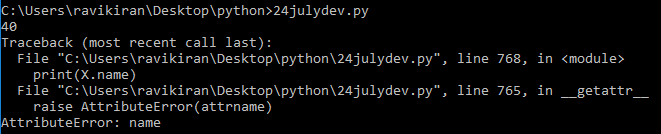 C:\Users\ravikiran\Desktop\python>24julydev.py
40
Traceback (most recent call last):
  File "C:\Users\ravikiran\Desktop\python\24julydev.py", line 768, in <module>
    print(X.name)
  File "C:\Users\ravikiran\Desktop\python\24julydev.py", line 765, in __getattr__
    raise AttributeError(attrname)
AttributeError: name